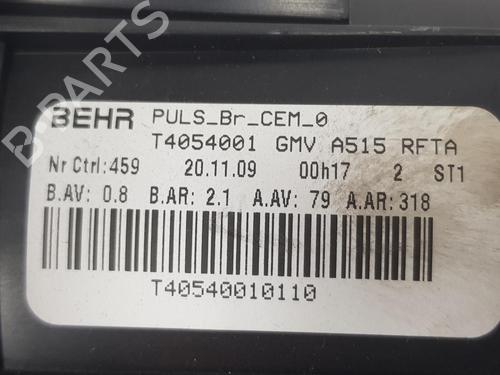 BEHR PULS_Br_CEM_0
T4054001 GMV A515 RFTA
Nr Ctrl:459 20.11.09 00h17 2 ST1
B.AV: 0.8 B.AR: 2.1 A.AV: 79 A.AR:318
T40540010110
B PARTS